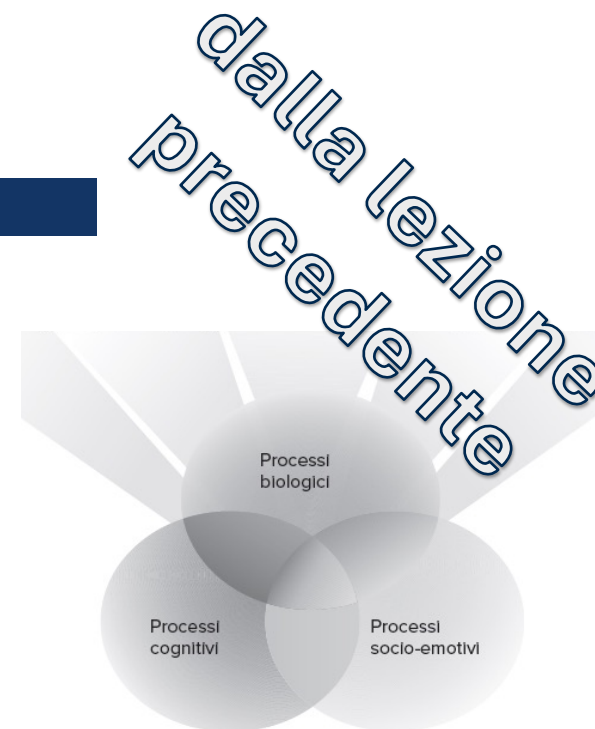 dalla lezione
precedente
Processi
biologici
Processi
cognitivi
Processi
socio-emotivi